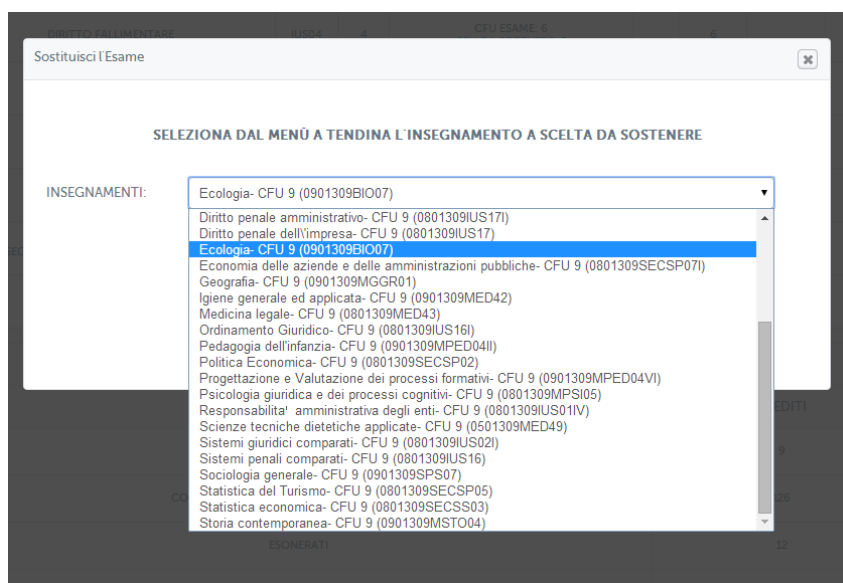 DIRITTO FALLIMENTARE IUS04 4 CFU ESAME: 6 6
Sostituisci l'Esame
SELEZIONA DAL MENÙ A TENDINA L'INSEGNAMENTO A SCELTA DA SOSTENERE
INSEGNAMENTI: Ecologia- CFU 9 (0901309BIO07)
Diritto penale amministrativo- CFU 9 (0801309IUS17I)
Diritto penale dell\'impresa- CFU 9 (0801309IUS17)
Ecologia- CFU 9 (0901309BIO07)
Economia delle aziende e delle amministrazioni pubbliche- CFU 9 (0801309SECSP07I)
Geografia- CFU 9 (0901309MGGR01)
Igiene generale ed applicata- CFU 9 (0901309MED42)
Medicina legale- CFU 9 (0801309MED43)
Ordinamento Giuridico- CFU 9 (0801309IUS16I)
Pedagogia dell'infanzia- CFU 9 (0901309MPED04II)
Politica Economica- CFU 9 (0801309SECSP02)
Progettazione e Valutazione dei processi formativi- CFU 9 (0901309MPED04VI)
Psicologia giuridica e dei processi cognitivi- CFU 9 (0801309MPSI05)
Responsabilita' amministrativa degli enti- CFU 9 (0801309IUS01IV)
Scienze tecniche dietetiche applicate- CFU 9 (0501309MED49)
Sistemi giuridici comparati- CFU 9 (0801309IUS02I)
Sistemi penali comparati- CFU 9 (0801309IUS16)
Sociologia generale- CFU 9 (0901309SPS07)
Statistica del Turismo- CFU 9 (0801309SECSP05)
Statistica economica- CFU 9 (0801309SECSS03)
Storia contemporanea- CFU 9 (0901309MSTO04)
EDITI
9
CO 126
ESONERATI 12